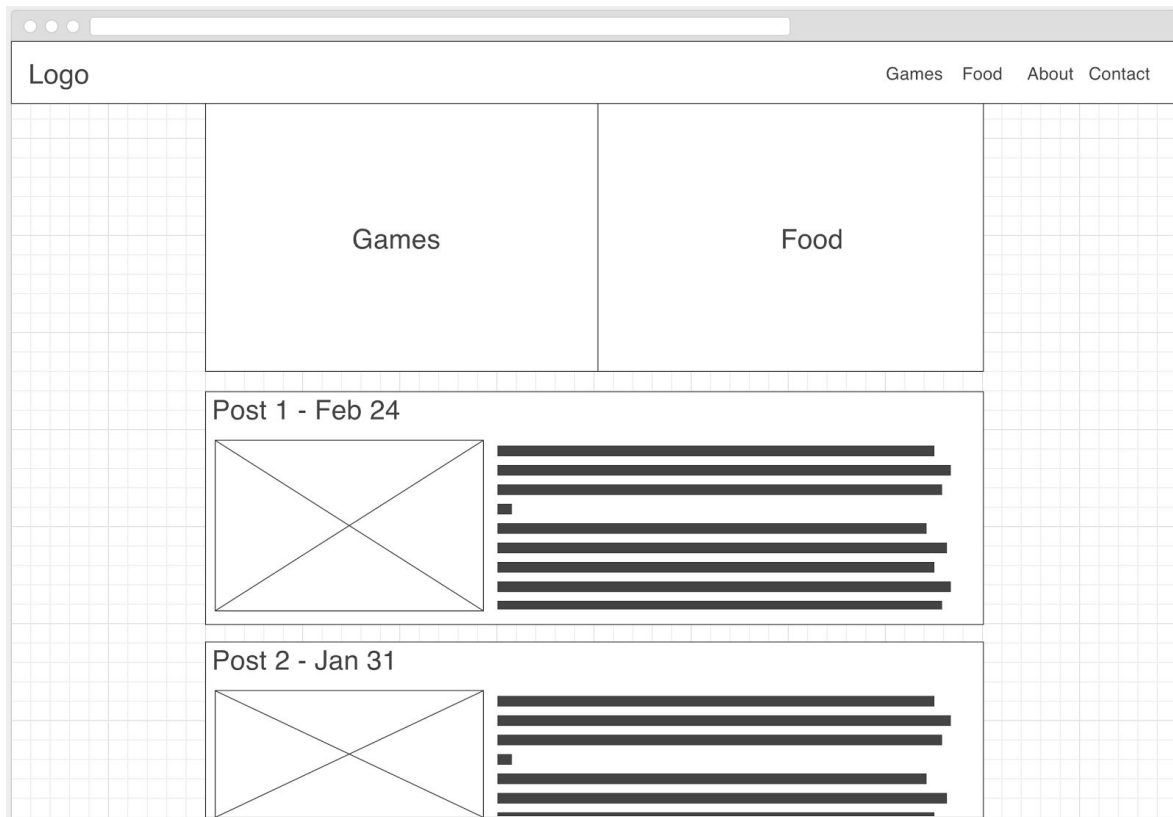 Logo
Games Food About Contact
Games
Food
Post 1 - Feb 24
Post 2 - Jan 31